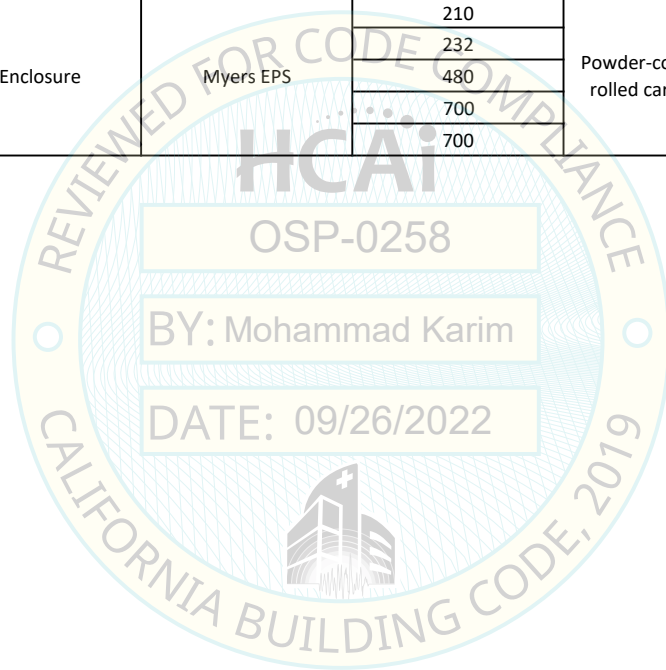 210
232
Enclosure Myers EPS 480 Powder-co
700 rolled car
700
REVIEWED FOR CODE COMPLIANCE
HCAi
OSP-0258
BY: Mohammad Karim
DATE: 09/26/2022
CALIFORNIA BUILDING CODE, 2019